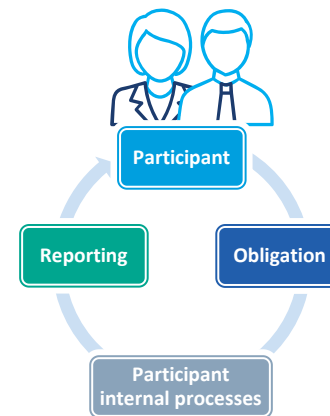 Participant
Reporting
Obligation
Participant
internal processes